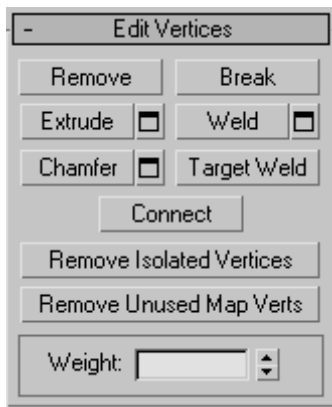 - Edit Vertices
Remove Break
Extrude Weld
Chamfer Target Weld
Connect
Remove Isolated Vertices
Remove Unused Map Verts
Weight: